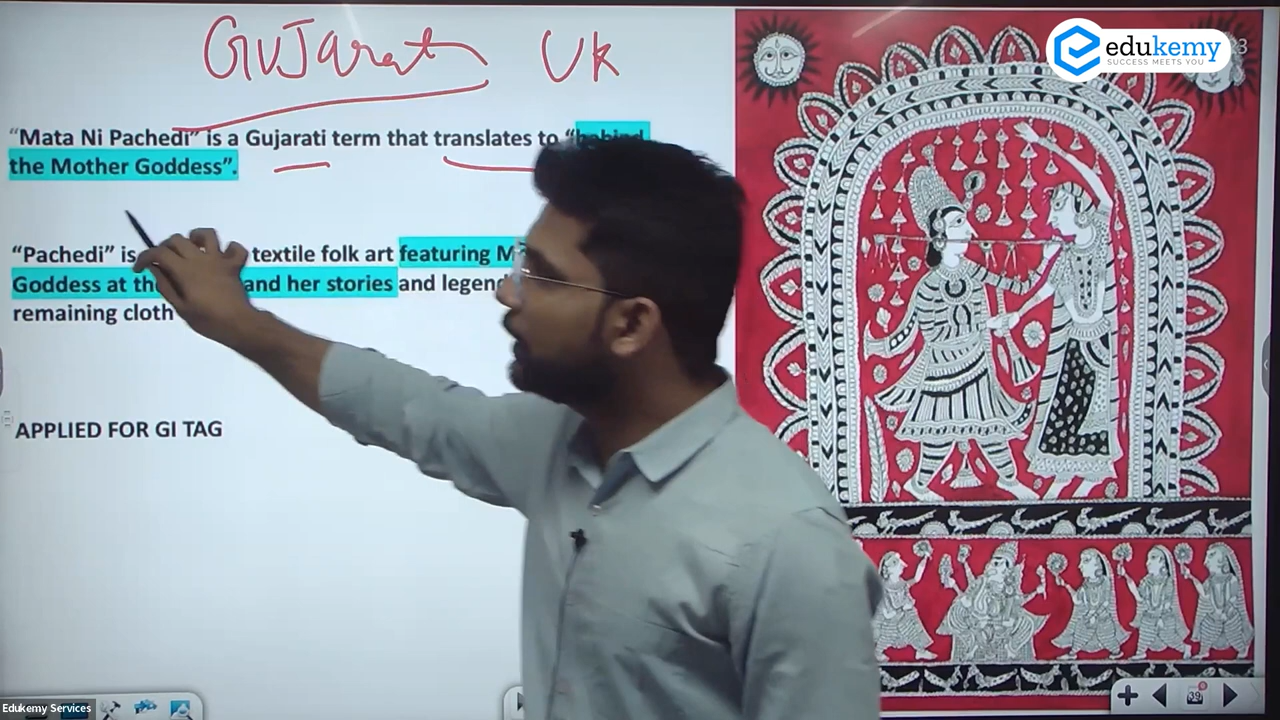 GUJarat UK
edukemy
SUCCESS MEETS YOU
3
"Mata Ni Pachedi" is a Gujarati term that translates to "behind
the Mother Goddess".
"Pachedi" is textile folk art featuring M
Goddess at th and her stories and legend
remaining cloth
APPLIED FOR GI TAG
39
Edukemy Services